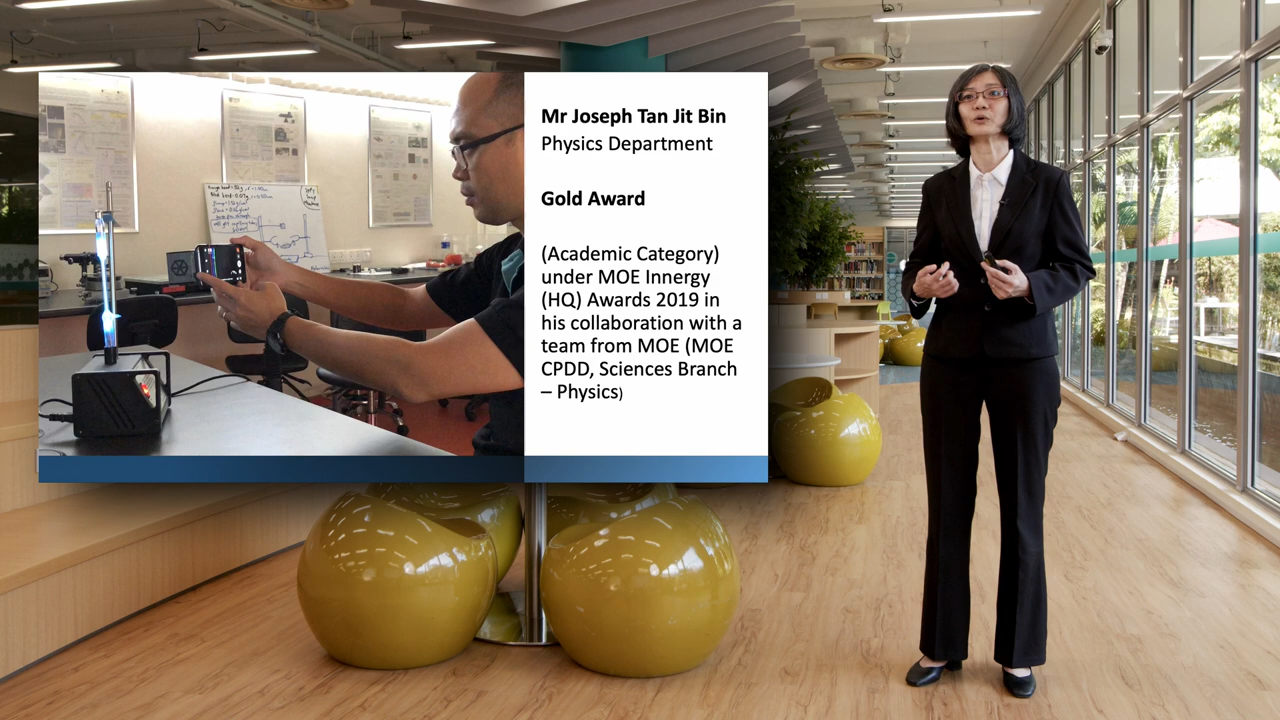 Mr Joseph Tan Jit Bin
Physics Department
Gold Award
(Academic Category)
under MOE Innergy
(HQ) Awards 2019 in
his collaboration with a
team from MOE (MOE
CPDD, Sciences Branch
– Physics)